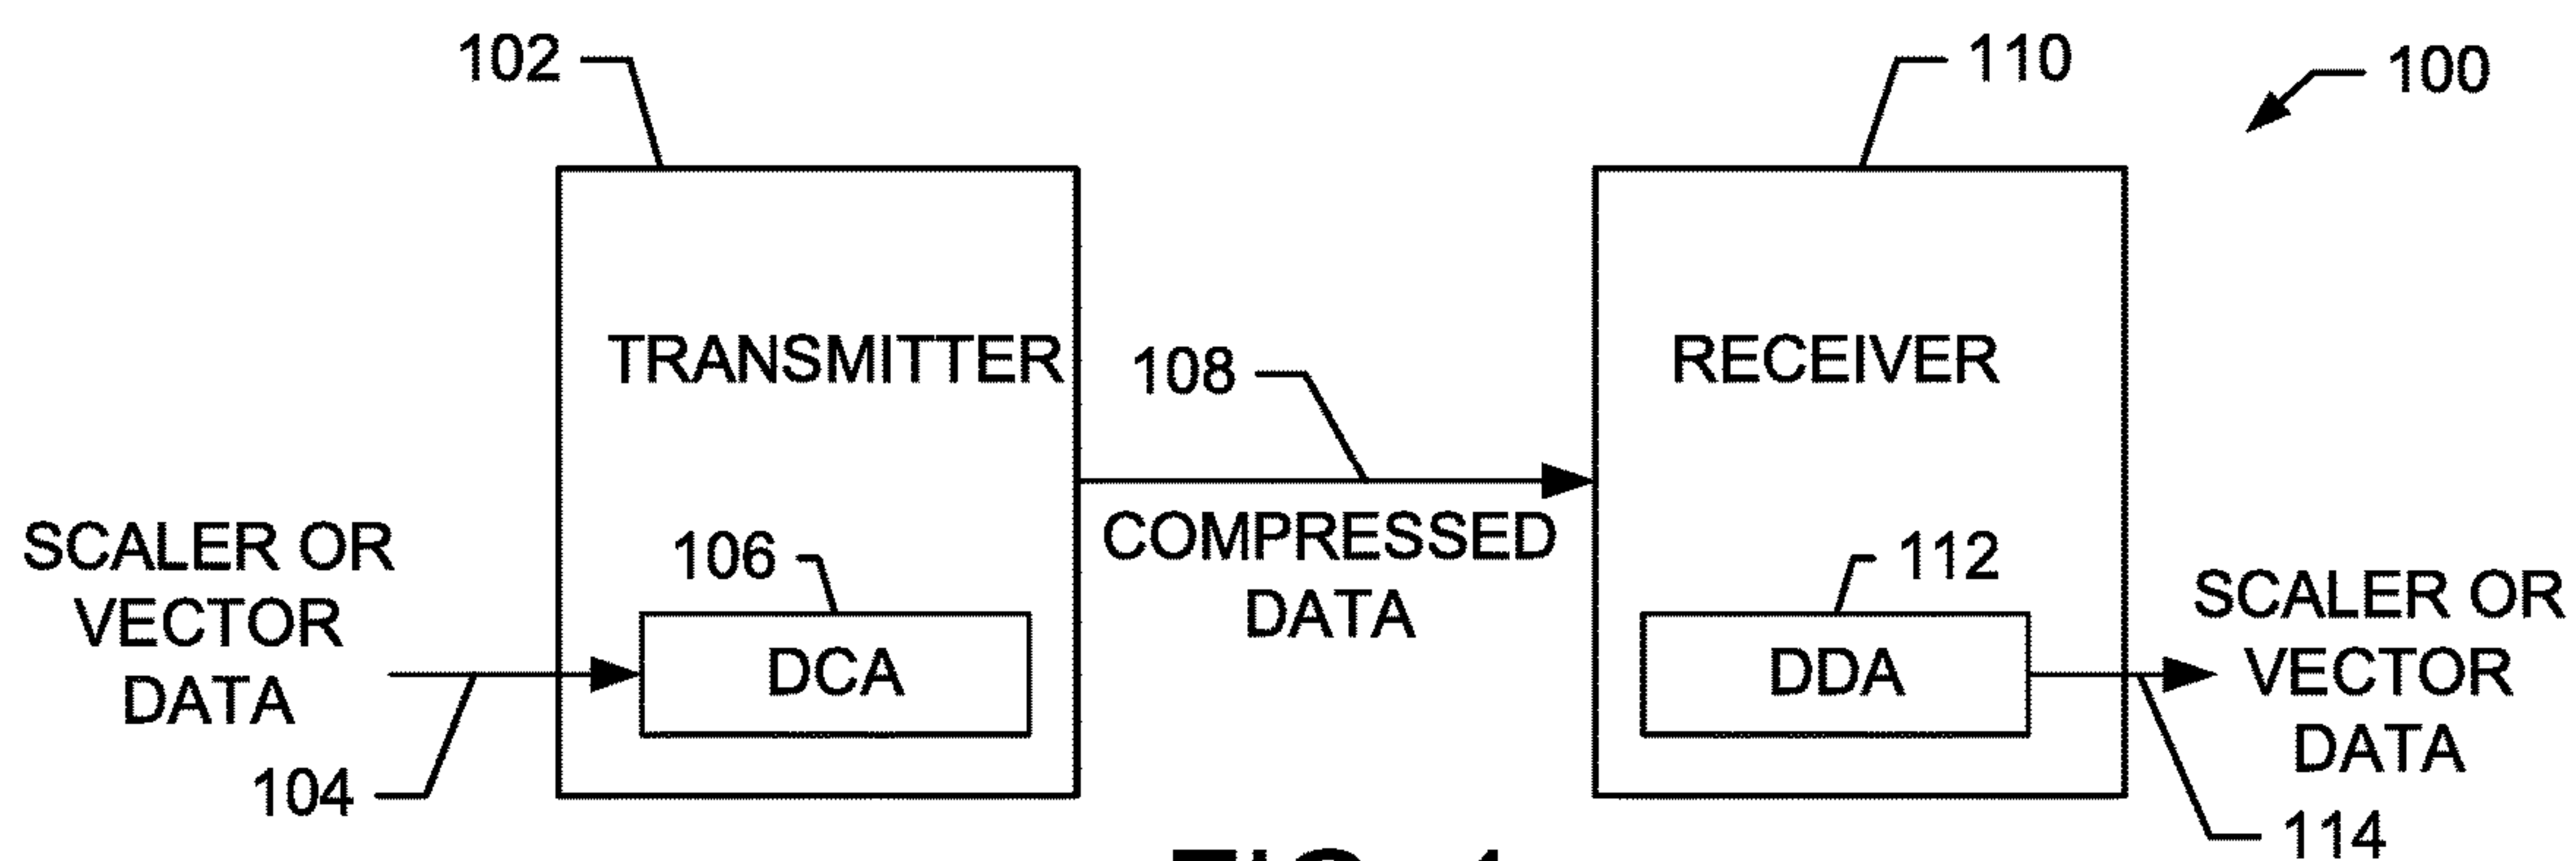 102
110
100
TRANSMITTER
RECEIVER
108
COMPRESSED
DATA
SCALER OR
VECTOR
DATA
104
106
DCA
112
DDA
SCALER OR
VECTOR
DATA
114